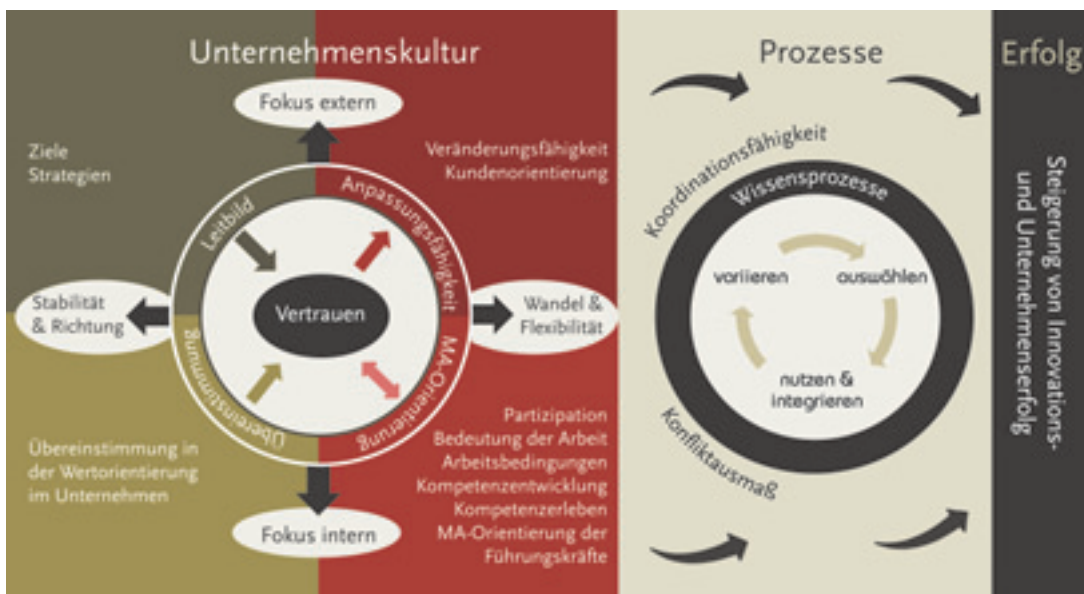 Unternehmenskultur
Fokus extern
Ziele
Strategien
Veränderungsfähigkeit
Kundenorientierung
Leitbild
Anpassungsfähigkeit
Stabilität
& Richtung
Vertrauen
Wandel &
Flexibilität
Übereinstimmung
MA-Orientierung
Übereinstimmung in
der Wertorientierung
im Unternehmen
Partizipation
Bedeutung der Arbeit
Arbeitsbedingungen
Kompetenzentwicklung
Kompetenzerleben
MA-Orientierung der
Führungskräfte
Fokus intern
Prozesse
Koordinationsfähigkeit
Wissensprozesse
variieren
auswählen
nutzen &
integrieren
Konfliktausmaß
Erfolg
Steigerung von Innovations-
und Unternehmenserfolg